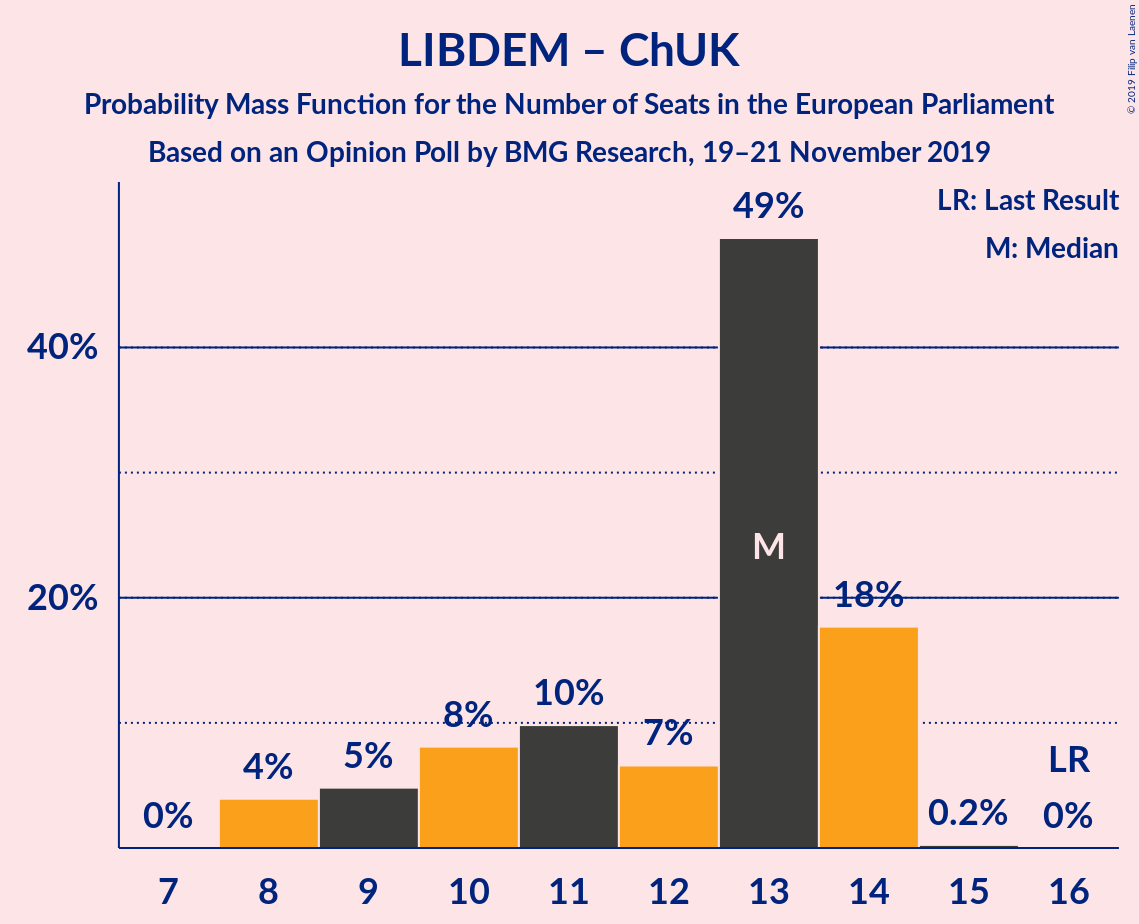 LIBDEM – ChUK
Probability Mass Function for the Number of Seats in the European Parliament
Based on an Opinion Poll by BMG Research, 19–21 November 2019
© 2019 Filip van Laenen
LR: Last Result
M: Median
40%
20%
0%
4%
5%
8%
10%
7%
49%
M
18%
0.2%
LR
0%
7 8 9 10 11 12 13 14 15 16